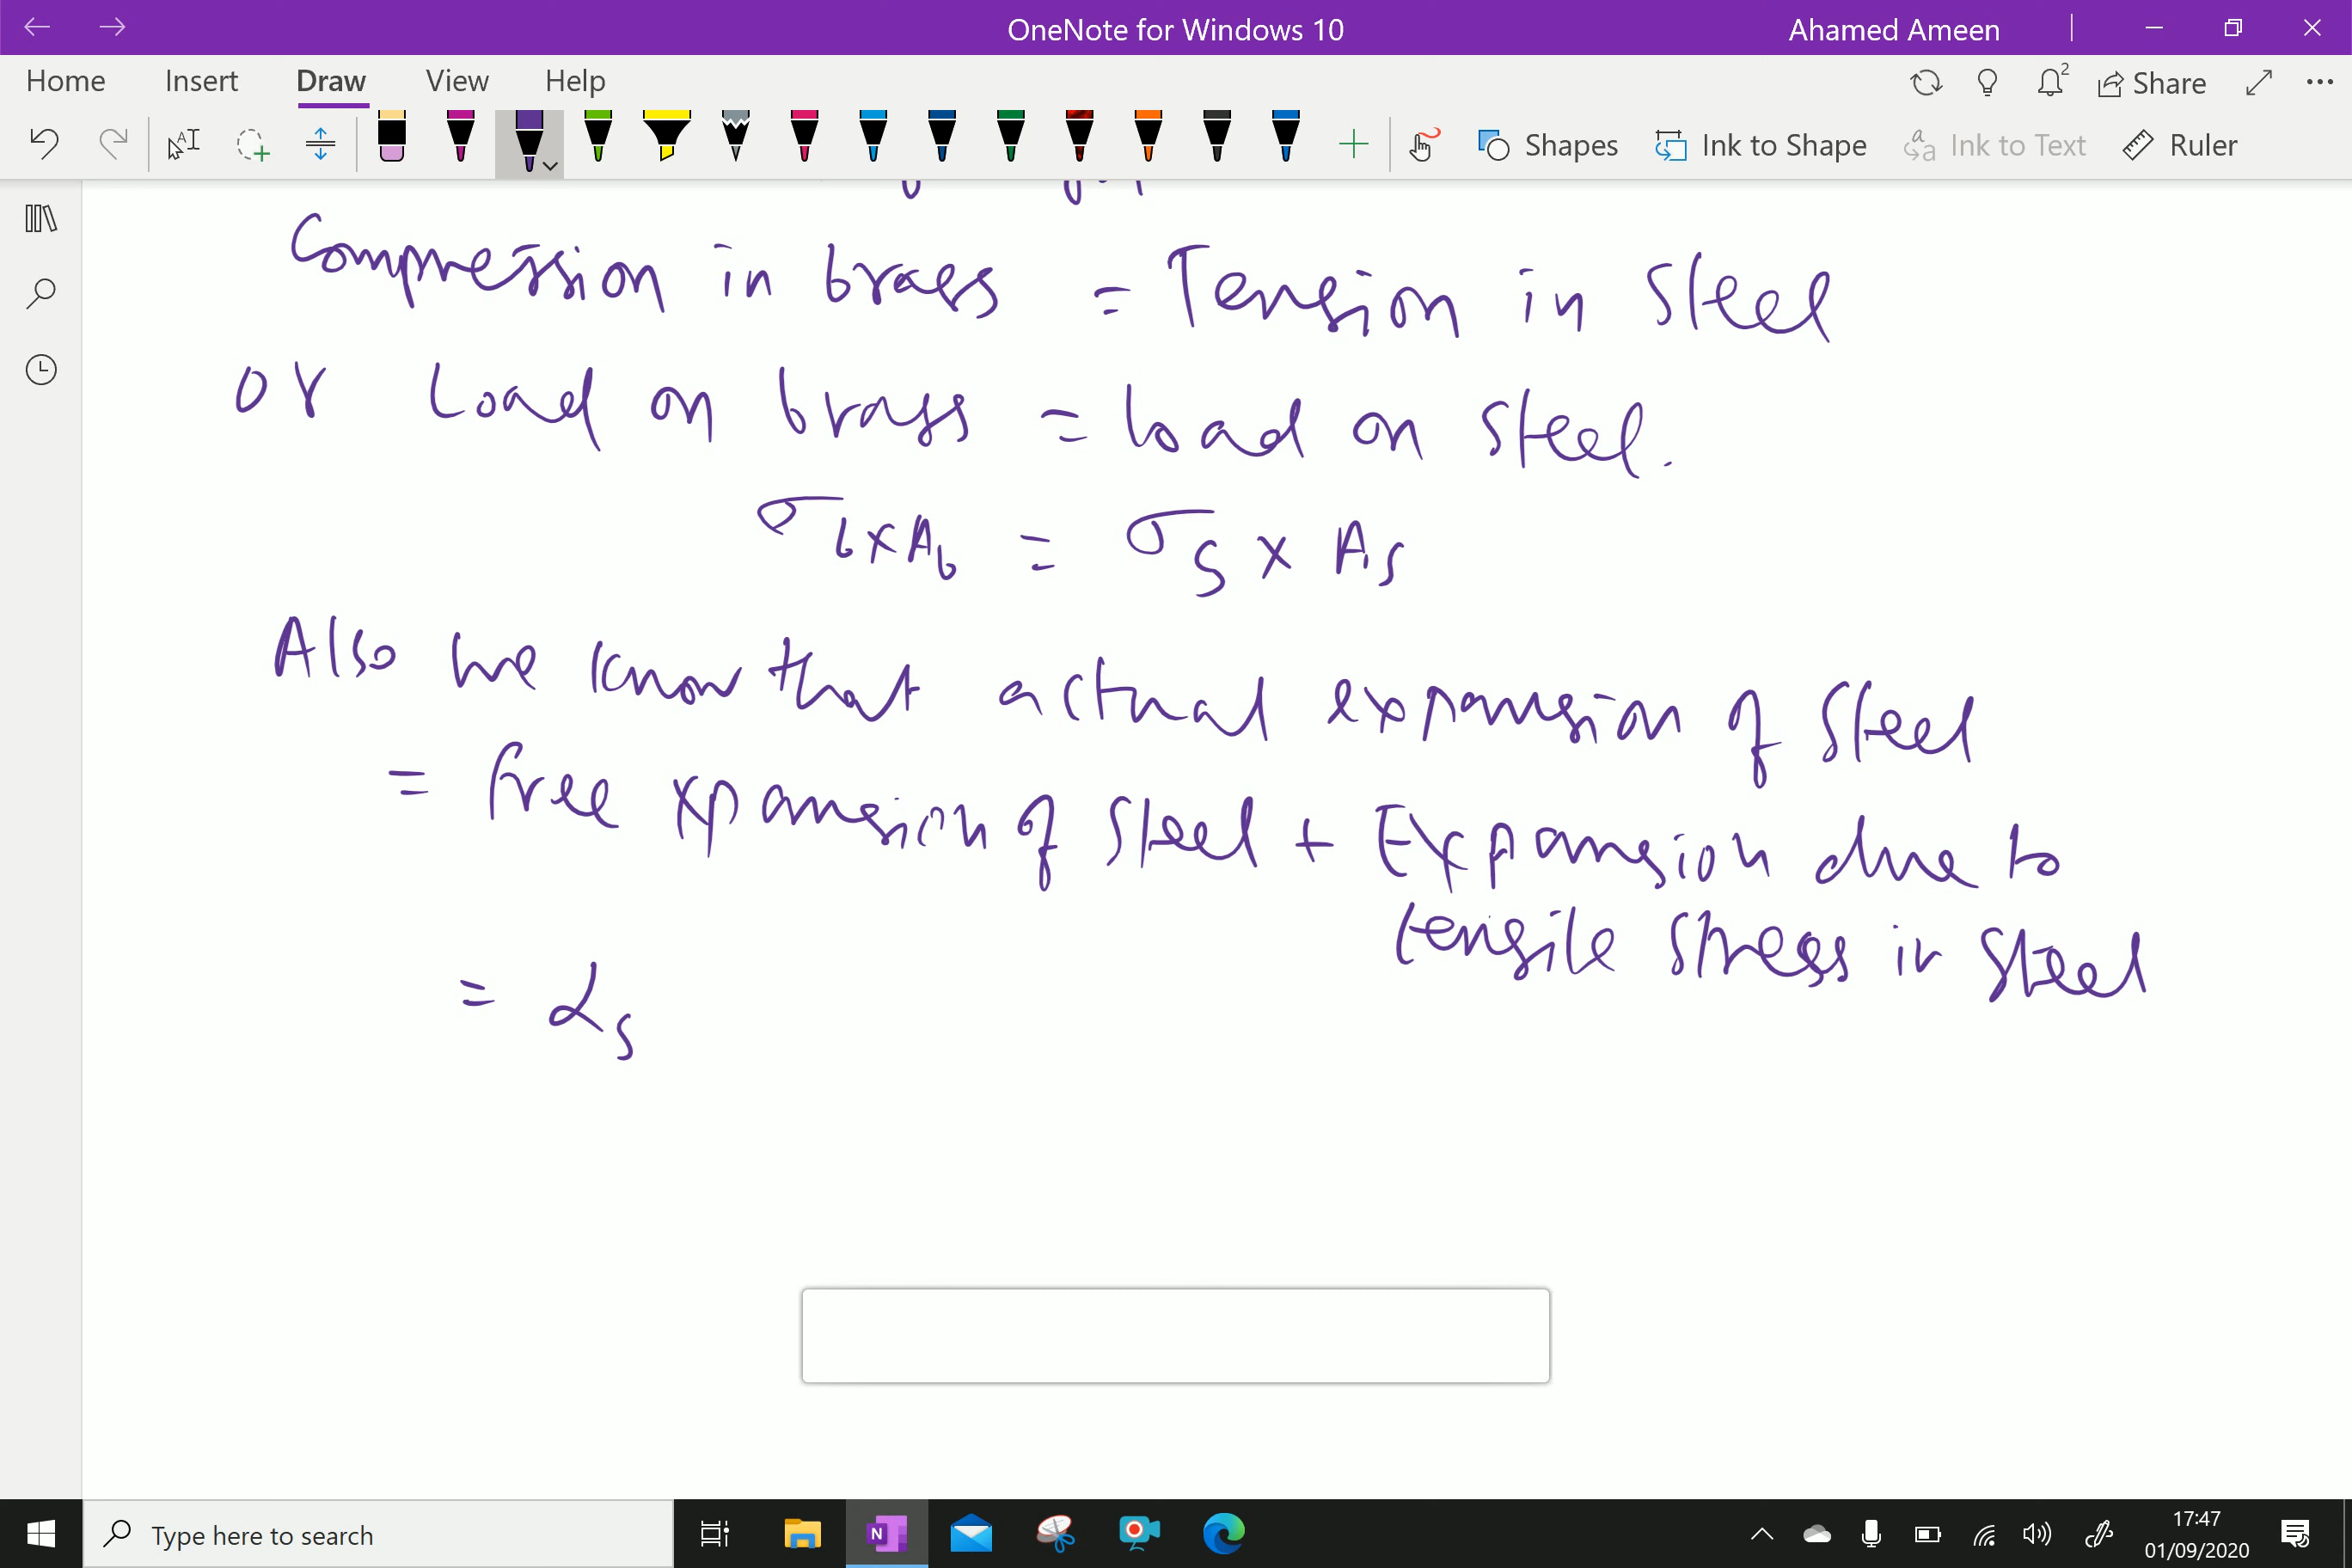 OneNote for Windows 10
Ahamed Ameen
Home Insert Draw View Help
2 Share
Shapes Ink to Shape Ink to Text Ruler
Compression in brass = Tension in Steel
or Load on brass = load on steel.
σb x Ab = σs x As
Also we know that actual expansion of Steel
= free xpansion of steel + Expansion due to
tensile stress in steel
= αs
Type here to search
17:47
01/09/2020